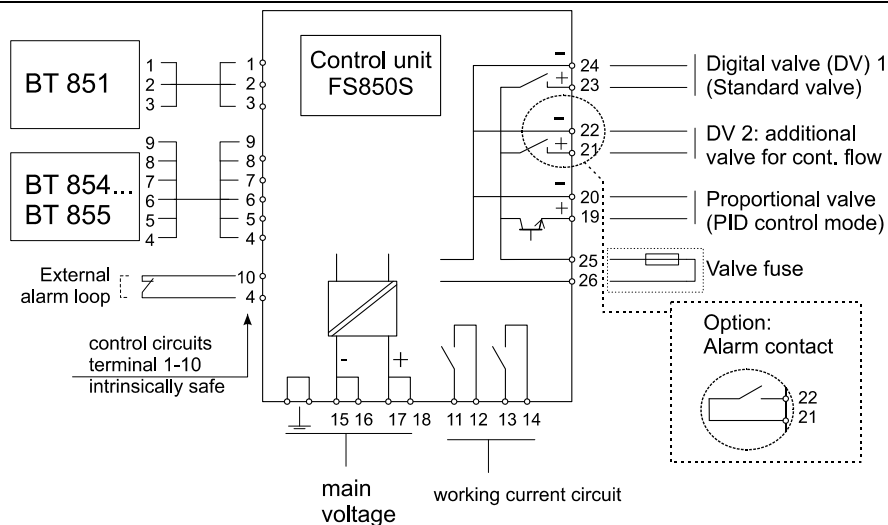 Control unit
FS850S
BT 851
1
2
3
1
2
3
BT 854...
BT 855
9
8
7
6
5
4
9
8
7
6
5
4
External
alarm loop
10
4
control circuits
terminal 1-10
intrinsically safe
- 24
+ 23
Digital valve (DV) 1
(Standard valve)
- 22
+ 21
DV 2: additional
valve for cont. flow
- 20
+ 19
Proportional valve
(PID control mode)
25
26
Valve fuse
Option:
Alarm contact
22
21
- +
15 16 17 18 11 12 13 14
main
voltage
working current circuit